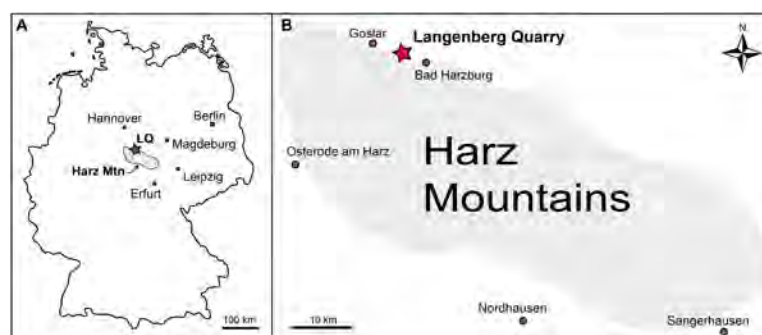 A
Hannover
Berlin
LQ
Magdeburg
Harz Mtn
Leipzig
Erfurt
100 km
B
Goslar
Langenberg Quarry
Bad Harzburg
N
Osterode am Harz
Harz
Mountains
Nordhausen
Sangerhausen
10 km